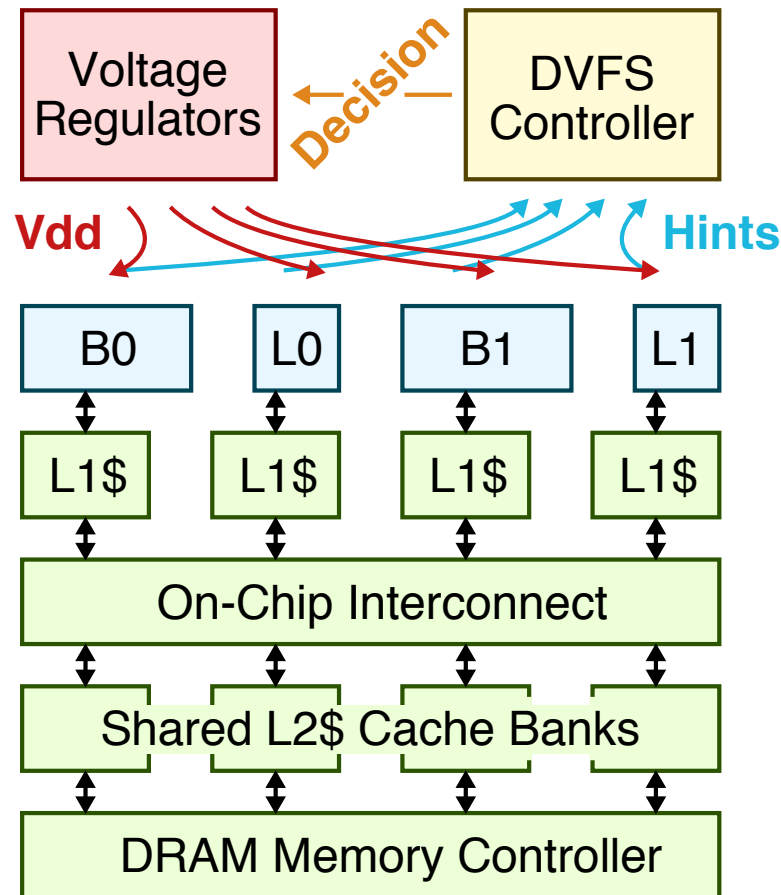 Voltage
Regulators
Decision
DVFS
Controller
Vdd
Hints
B0
L0
B1
L1
L1$
L1$
L1$
L1$
On-Chip Interconnect
Shared L2$ Cache Banks
DRAM Memory Controller